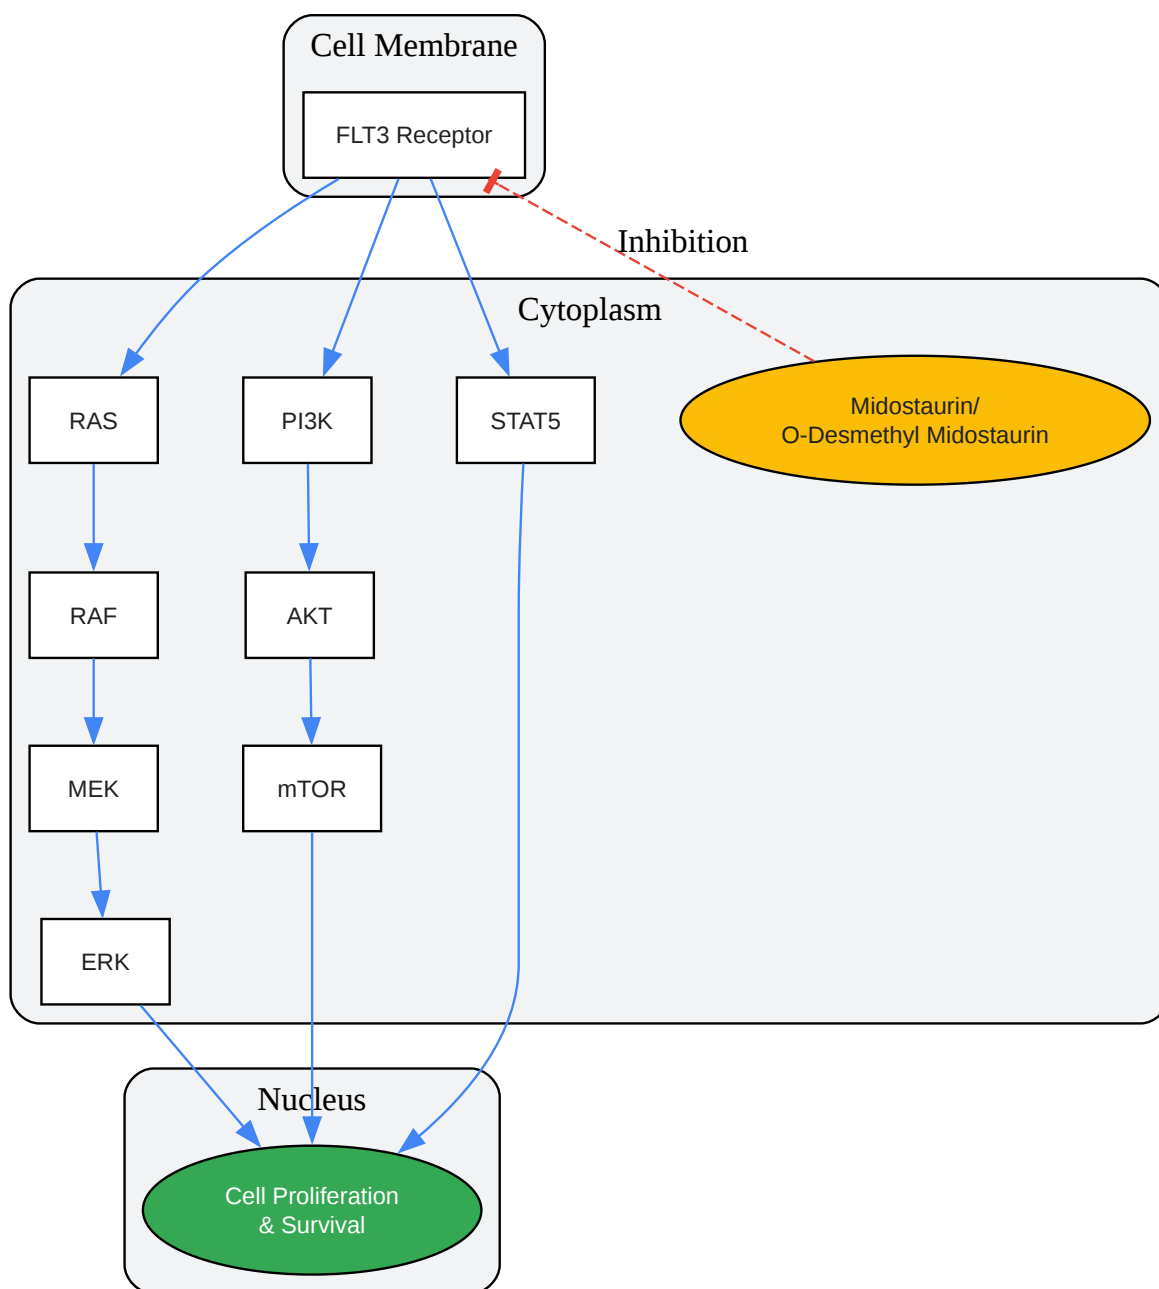 Cell Membrane
FLT3 Receptor
Inhibition
Cytoplasm
RAS
PI3K
STAT5
Midostaurin/
O-Desmethyl Midostaurin
RAF
AKT
MEK
mTOR
ERK
Nucleus
Cell Proliferation
& Survival